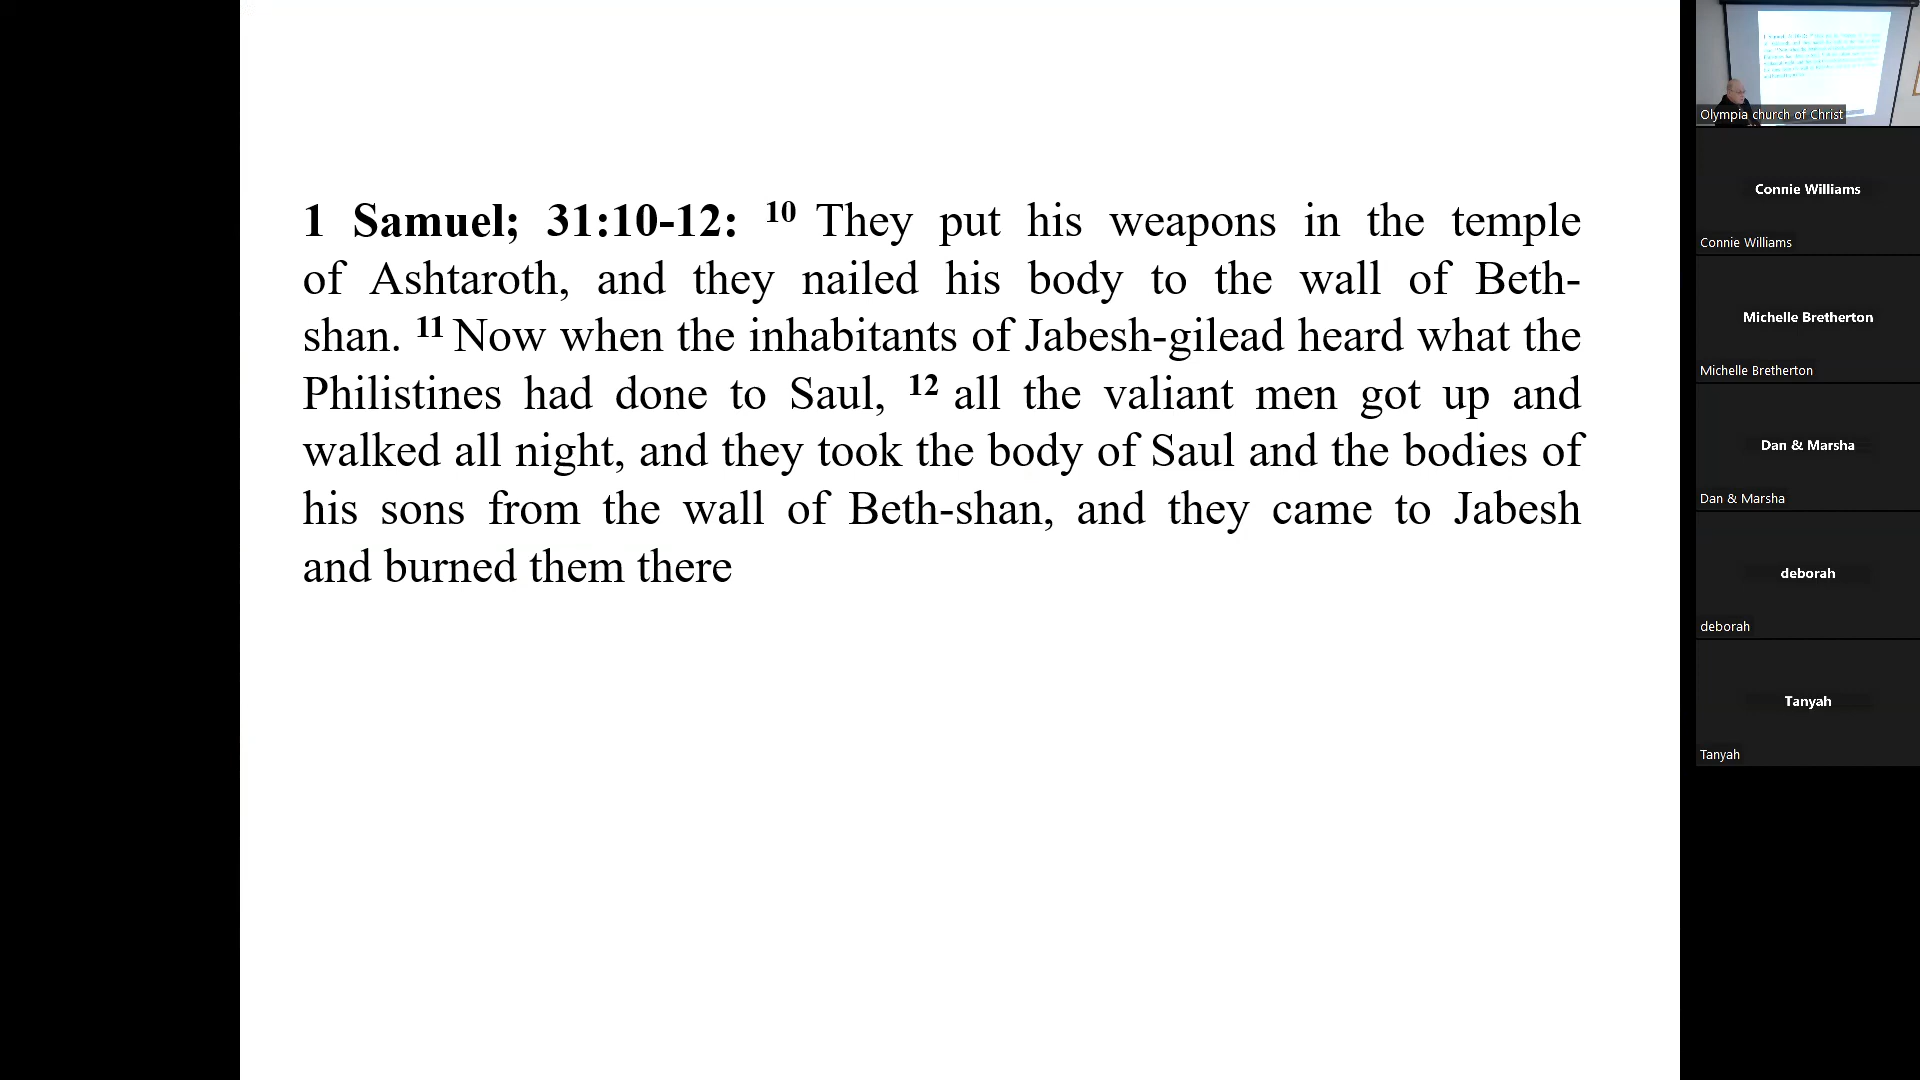 1 Samuel; 31:10-12: 10 They put his weapons in the temple
of Ashtaroth, and they nailed his body to the wall of Beth-
shan. 11 Now when the inhabitants of Jabesh-gilead heard what the
Philistines had done to Saul, 12 all the valiant men got up and
walked all night, and they took the body of Saul and the bodies of
his sons from the wall of Beth-shan, and they came to Jabesh
and burned them there
Olympia church of Christ
Connie Williams
Connie Williams
Michelle Bretherton
Michelle Bretherton
Dan & Marsha
Dan & Marsha
deborah
deborah
Tanyah
Tanyah